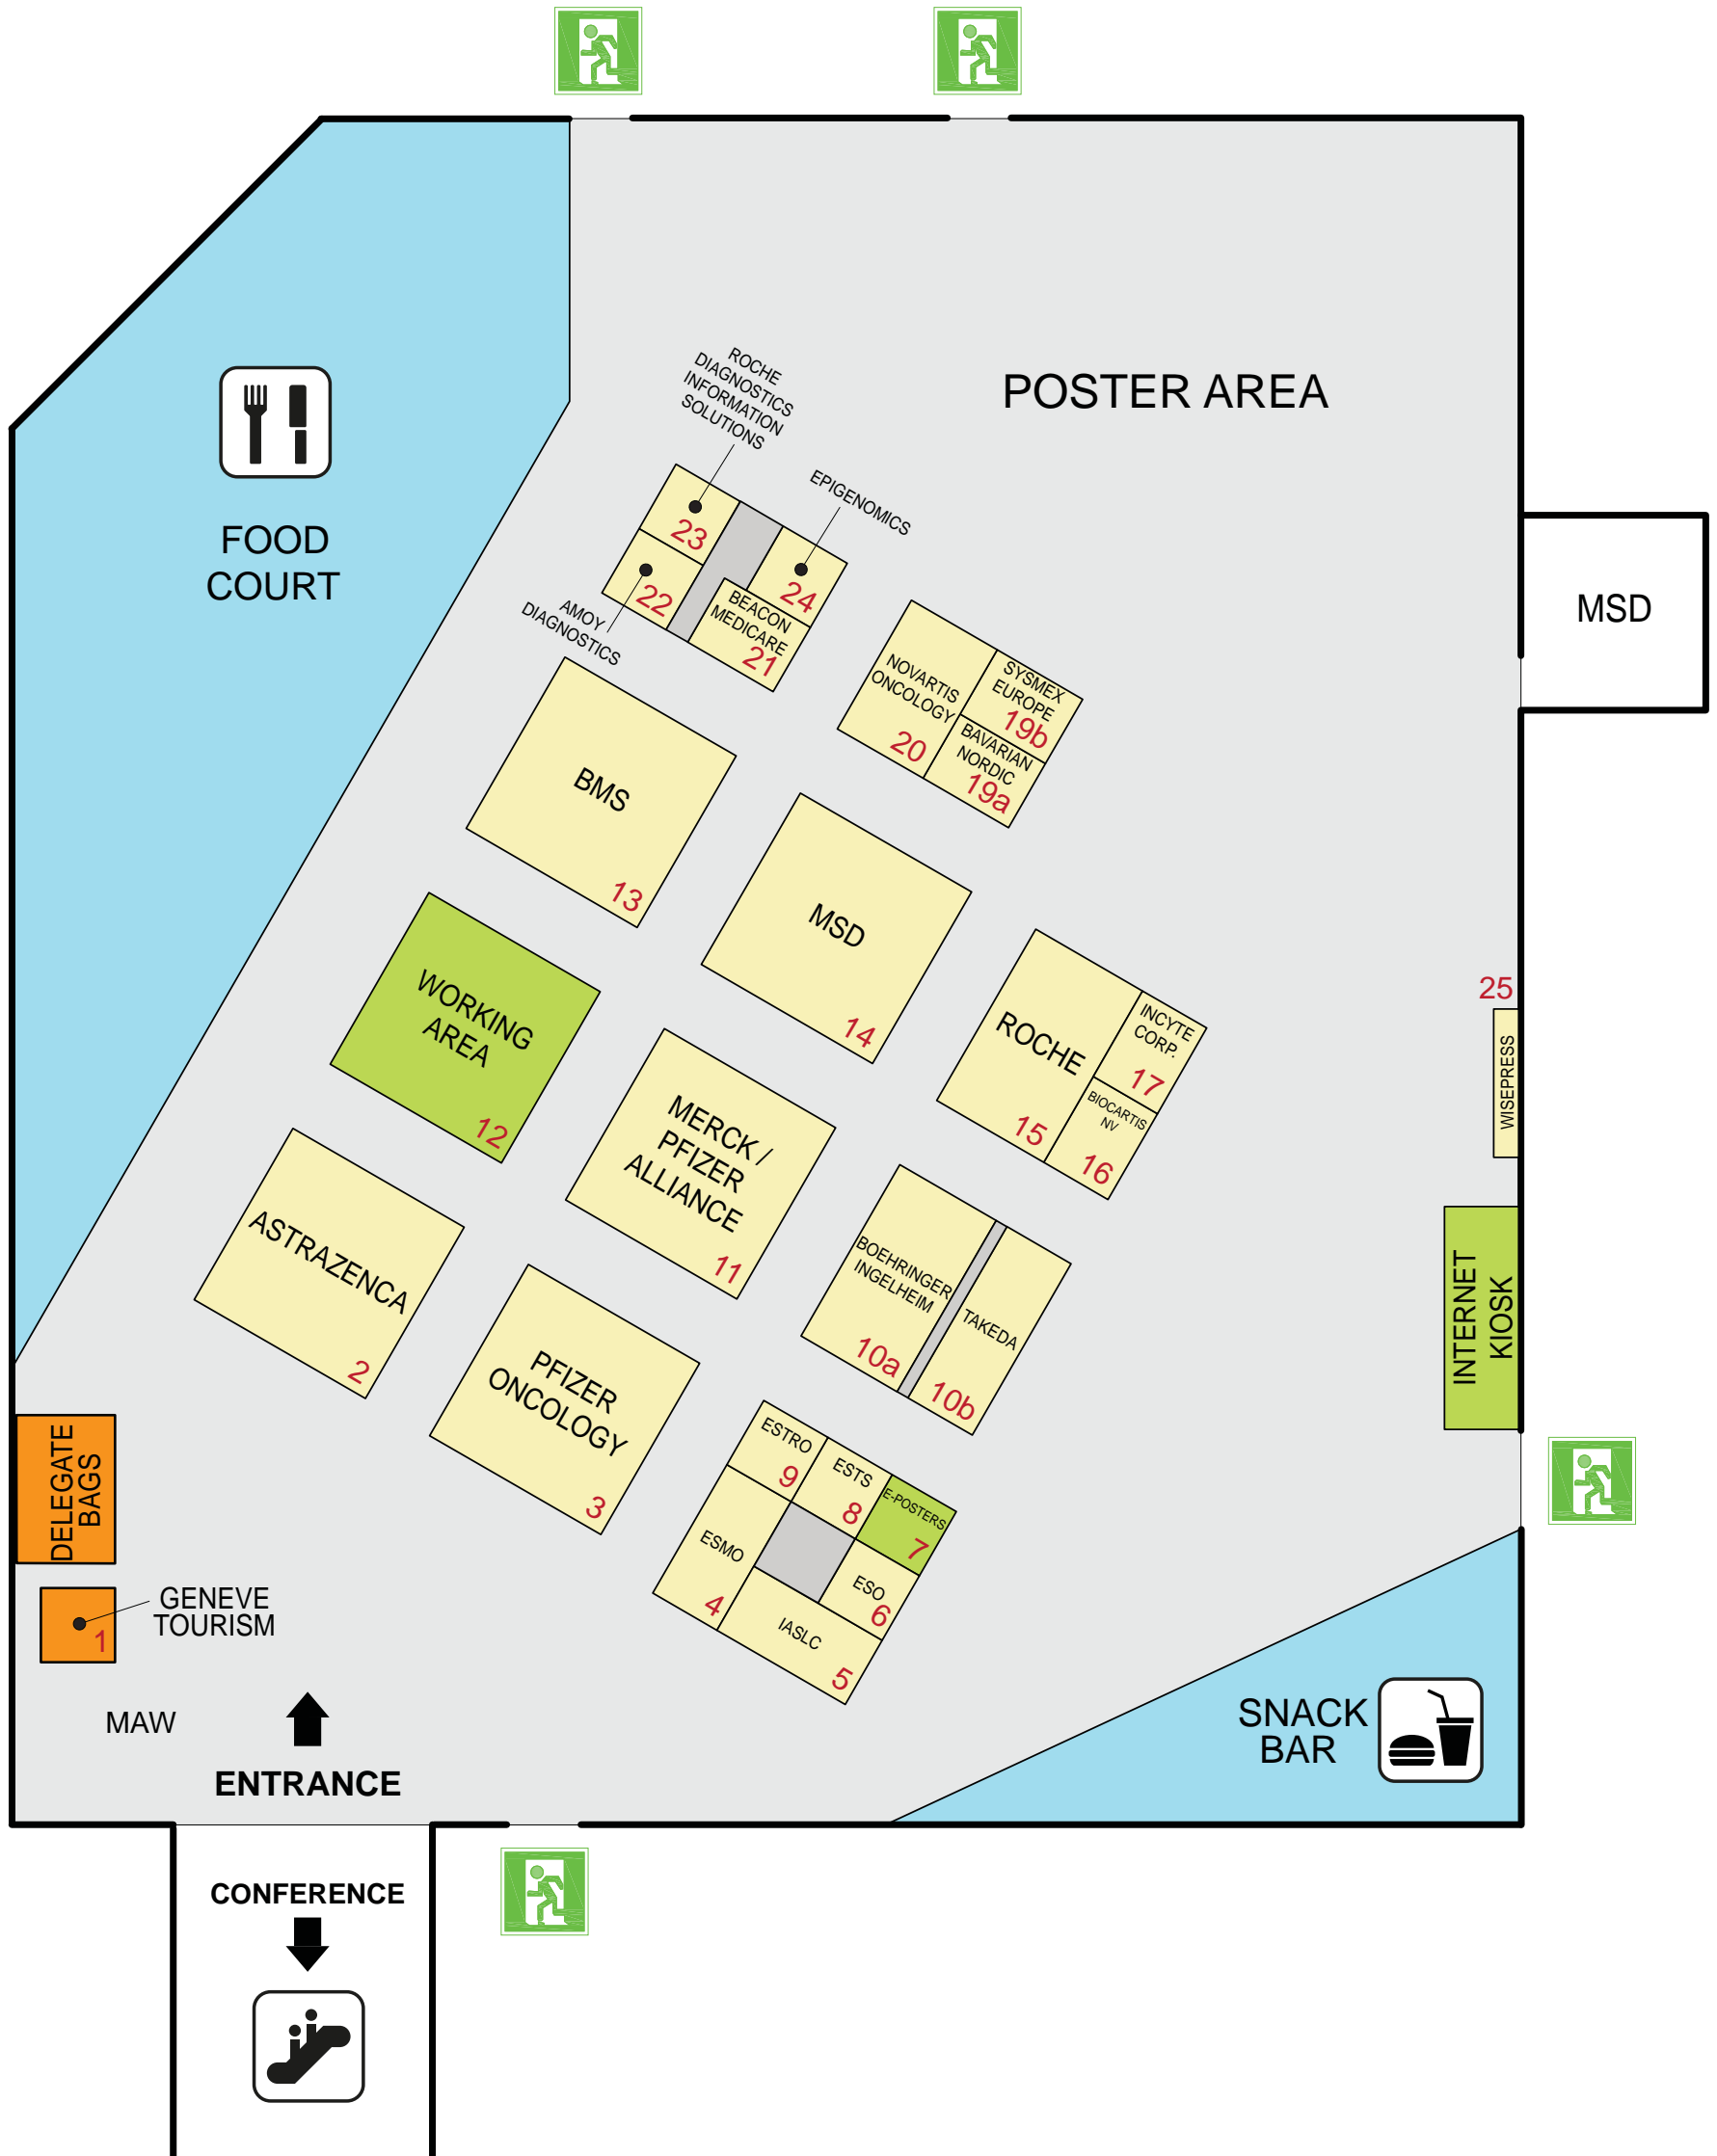 POSTER AREA
ROCHE
DIAGNOSTICS
INFORMATION
SOLUTIONS
EPIGENOMICS
FOOD
COURT
23
24
22
BEACON
MEDICARE
21
AMOY
DIAGNOSTICS
MSD
NOVARTIS
ONCOLOGY
20
SYSMEX
EUROPE
19b
BAVARIAN
NORDIC
19a
BMS
13
MSD
14
WORKING
AREA
12
ROCHE
15
INCYTE
CORP.
17
BIOCARTIS
NV
16
25
WISEPRESS
MERCK /
PFIZER
ALLIANCE
11
ASTRAZENCA
2
BOEHRINGER
INGELHEIM
10a
TAKEDA
10b
INTERNET
KIOSK
PFIZER
ONCOLOGY
3
ESTRO
9
ESTS
8
E-POSTERS
7
ESMO
4
ESO
6
IASLC
5
DELEGATE
BAGS
GENEVE
TOURISM
1
MAW
ENTRANCE
SNACK
BAR
CONFERENCE